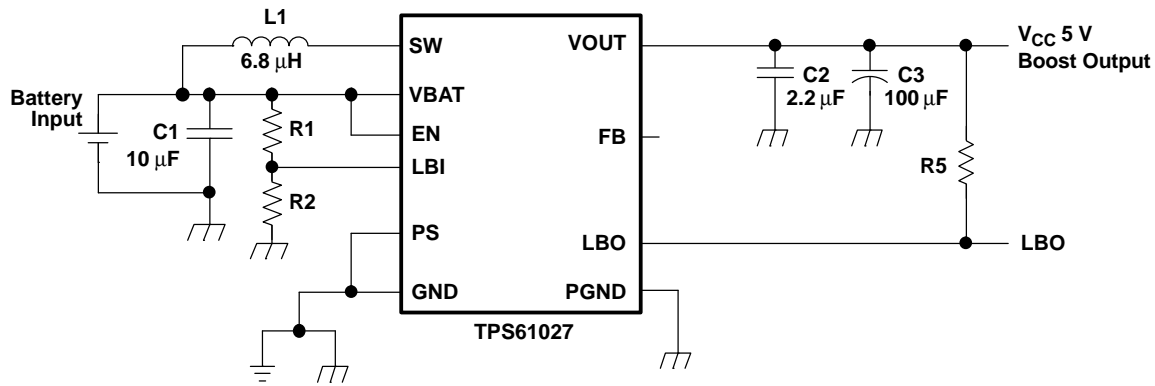 L1
6.8 μH
SW
VOUT
V_CC 5 V
Boost Output
Battery
Input
C1
10 μF
R1
R2
VBAT
EN
LBI
PS
GND
C2
2.2 μF
C3
100 μF
FB
R5
LBO
LBO
PGND
TPS61027